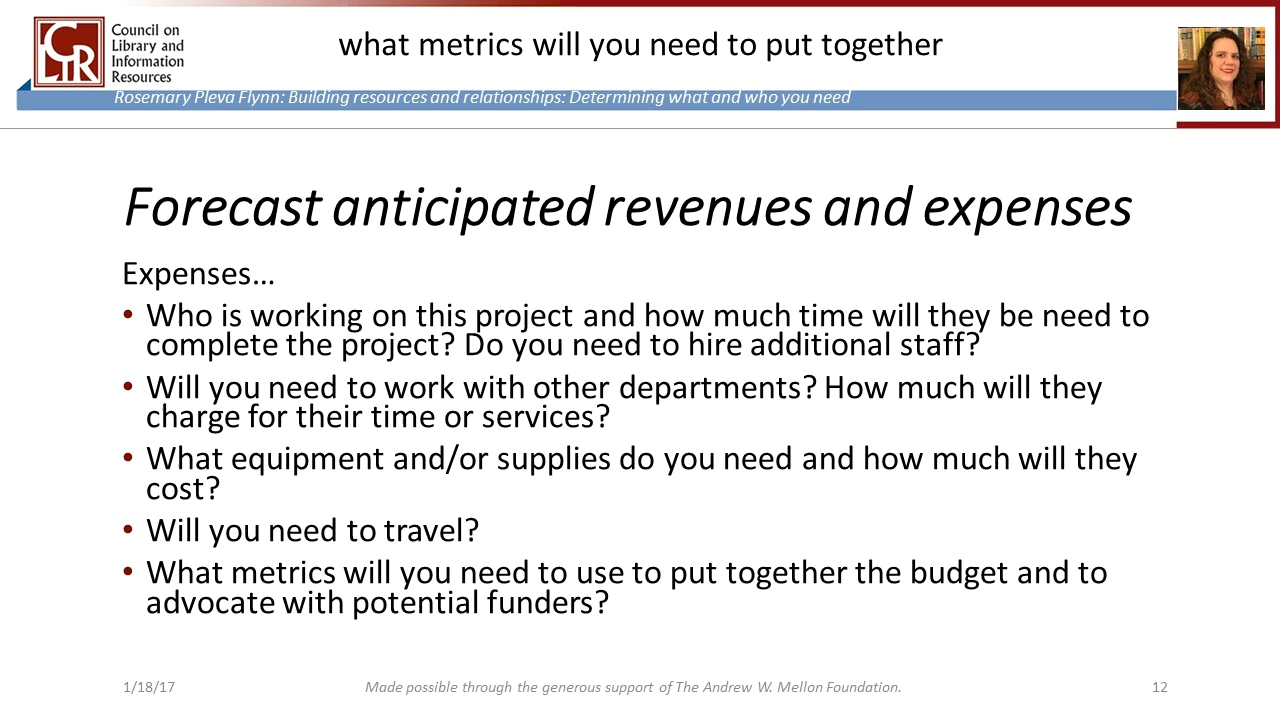 Council on
Library and
Information
Resources
CLIR
what metrics will you need to put together
Rosemary Pleva Flynn: Building resources and relationships: Determining what and who you need
Forecast anticipated revenues and expenses
Expenses...
• Who is working on this project and how much time will they be need to
complete the project? Do you need to hire additional staff?
• Will you need to work with other departments? How much will they
charge for their time or services?
• What equipment and/or supplies do you need and how much will they
cost?
• Will you need to travel?
• What metrics will you need to use to put together the budget and to
advocate with potential funders?
1/18/17
Made possible through the generous support of The Andrew W. Mellon Foundation.
12